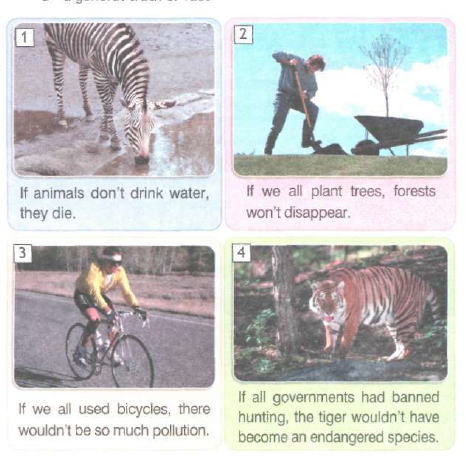 1
If animals don't drink water,
they die.
2
If we all plant trees, forests
won't disappear.
3
If we all used bicycles, there
wouldn't be so much pollution.
4
If all governments had banned
hunting, the tiger wouldn't have
become an endangered species.